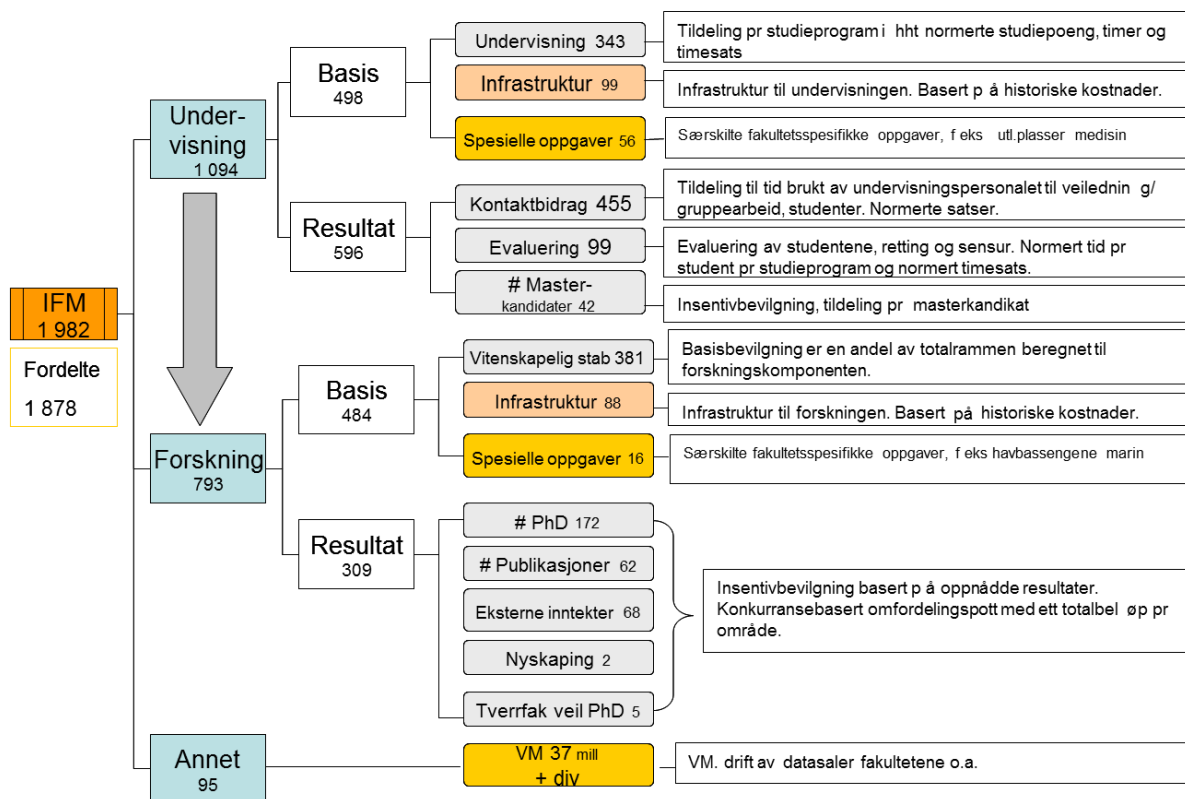 IFM
1 982
Fordelte
1 878
Under-
visning
1 094
Basis
498
Undervisning 343
Tildeling pr studieprogram i hht normerte studiepoeng, timer og
timesats
Infrastruktur 99
Infrastruktur til undervisningen. Basert p å historiske kostnader.
Spesielle oppgaver 56
Særskilte fakultetsspesifikke oppgaver, f eks utl.plasser medisin
Resultat
596
Kontaktbidrag 455
Tildeling til tid brukt av undervisningspersonalet til veilednin g/
gruppearbeid, studenter. Normerte satser.
Evaluering 99
Evaluering av studentene, retting og sensur. Normert tid pr
student pr studieprogram og normert timesats.
# Master-
kandidater 42
Insentivbevilgning, tildeling pr masterkandikat
Forskning
793
Basis
484
Vitenskapelig stab 381
Basisbevilgning er en andel av totalrammen beregnet til
forskningskomponenten.
Infrastruktur 88
Infrastruktur til forskningen. Basert på historiske kostnader.
Spesielle oppgaver 16
Særskilte fakultetsspesifikke oppgaver, f eks havbassengene marin
Resultat
309
# PhD 172
# Publikasjoner 62
Eksterne inntekter 68
Nyskaping 2
Tverrfak veil PhD 5
Insentivbevilgning basert p å oppnådde resultater.
Konkurransebasert omfordelingspott med ett totalbel øp pr
område.
Annet
95
VM 37 mill
+ div
VM. drift av datasaler fakultetene o.a.